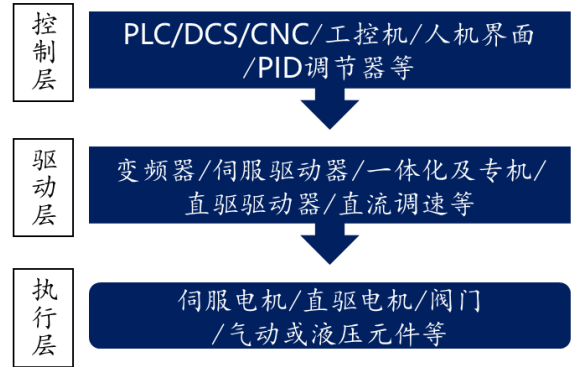 控制层
PLC/DCS/CNC/工控机/人机界面
/PID调节器等
驱动层
变频器/伺服驱动器/一体化及专机/
直驱驱动器/直流调速等
执行层
伺服电机/直驱电机/阀门
/气动或液压元件等